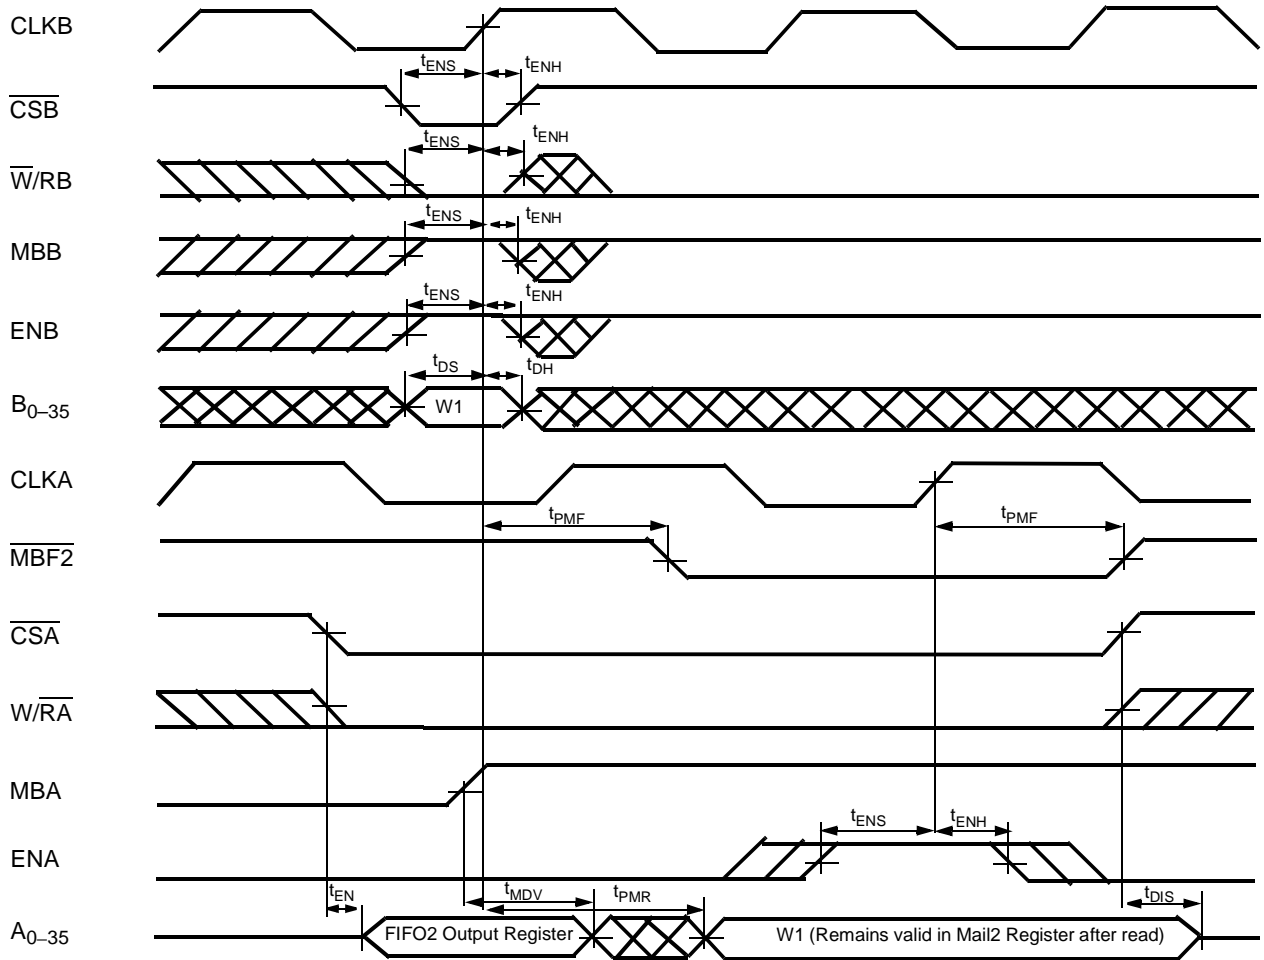 CLKB
tENS tENH
CSB
tENS tENH
W/RB
tENS tENH
MBB
tENS tENH
ENB
tDS tDH
B0–35 W1
CLKA
tPMF tPMF
MBF2
CSA
W/RA
MBA
tENS tENH
ENA
tEN tMDV tPMR tDIS
A0–35 FIFO2 Output Register W1 (Remains valid in Mail2 Register after read)